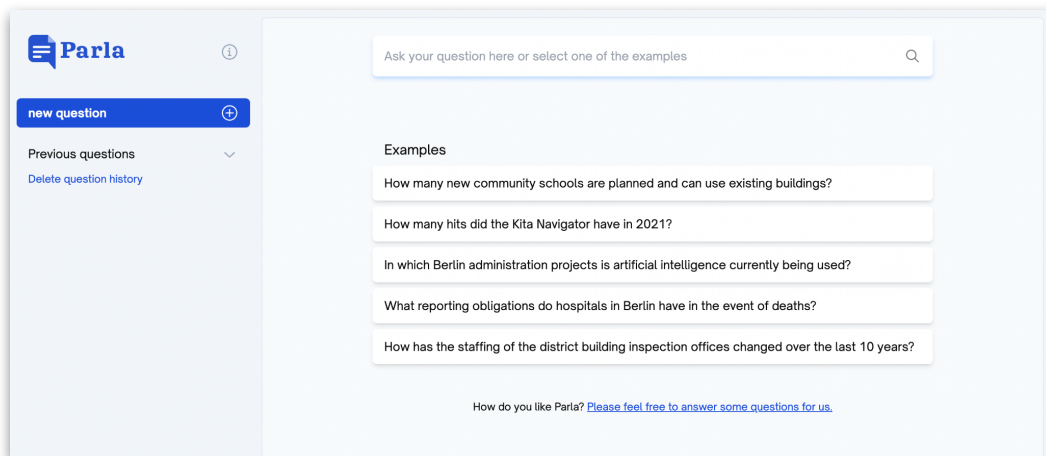 Parla
new question
Previous questions
Delete question history
Ask your question here or select one of the examples
Examples
How many new community schools are planned and can use existing buildings?
How many hits did the Kita Navigator have in 2021?
In which Berlin administration projects is artificial intelligence currently being used?
What reporting obligations do hospitals in Berlin have in the event of deaths?
How has the staffing of the district building inspection offices changed over the last 10 years?
How do you like Parla? Please feel free to answer some questions for us.